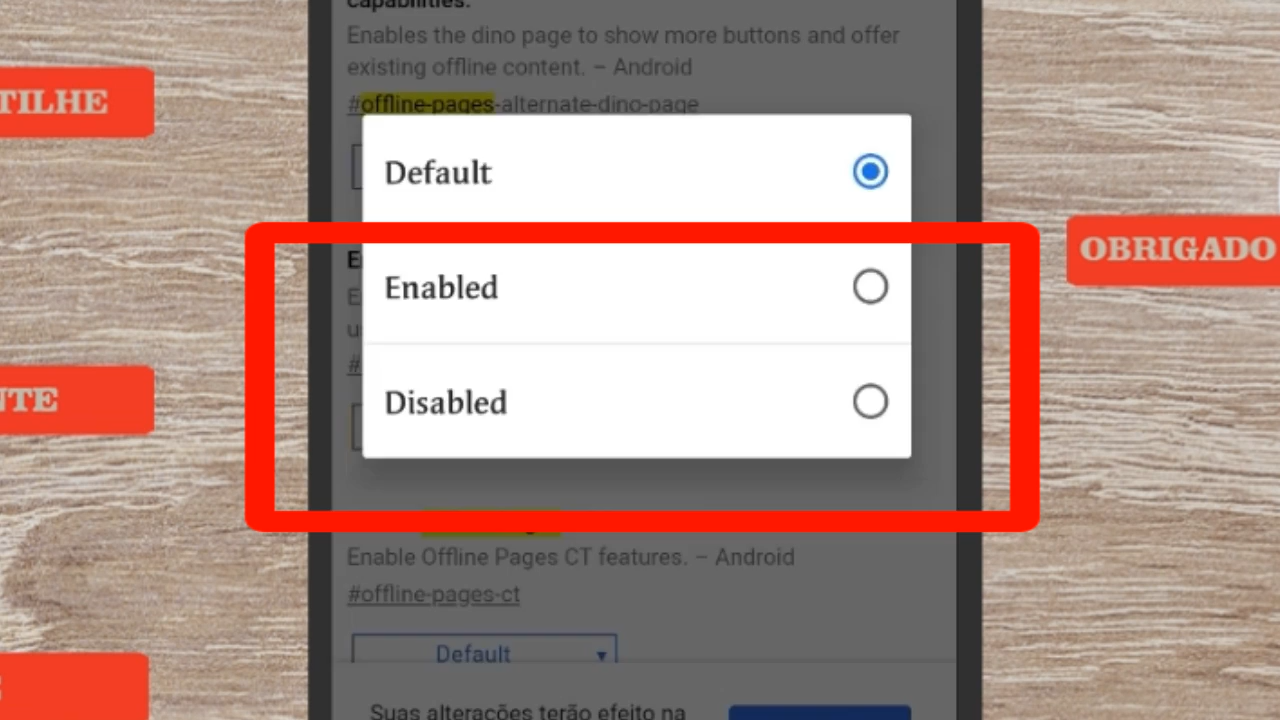 capabilities.
Enables the dino page to show more buttons and offer
existing offline content. – Android
#offline-pages-alternate-dino-page
TILHE
Default
OBRIGADO
Enabled
Disabled
NTE
Enable Offline Pages CT features. – Android
#offline-pages-ct
Default
Suas alterações terão efeito na